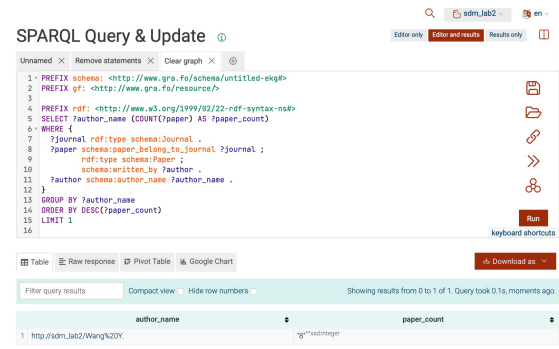 sdm_lab2 en
SPARQL Query & Update
Editor only Editor and results Results only
Unnamed × Remove statements × Clear graph ×
1 PREFIX schema: <http://www.gra.fo/schema/untitled-ekg#>
2 PREFIX gf: <http://www.gra.fo/resource/>
3
4 PREFIX rdf: <http://www.w3.org/1999/02/22-rdf-syntax-ns#>
5 SELECT ?author_name (COUNT(?paper) AS ?paper_count)
6 WHERE {
7 ?journal rdf:type schema:Journal .
8 ?paper schema:paper_belong_to_journal ?journal ;
9 rdf:type schema:Paper ;
10 schema:written_by ?author .
11 ?author schema:author_name ?author_name .
12 }
13 GROUP BY ?author_name
14 ORDER BY DESC(?paper_count)
15 LIMIT 1
16
Run
keyboard shortcuts
Table Raw response Pivot Table Google Chart Download as
Filter query results Compact view Hide row numbers Showing results from 0 to 1 of 1. Query took 0.1s, moments ago.
author_name paper_count
1 http://sdm_lab2/Wang%20Y. "8"^^xsd:integer